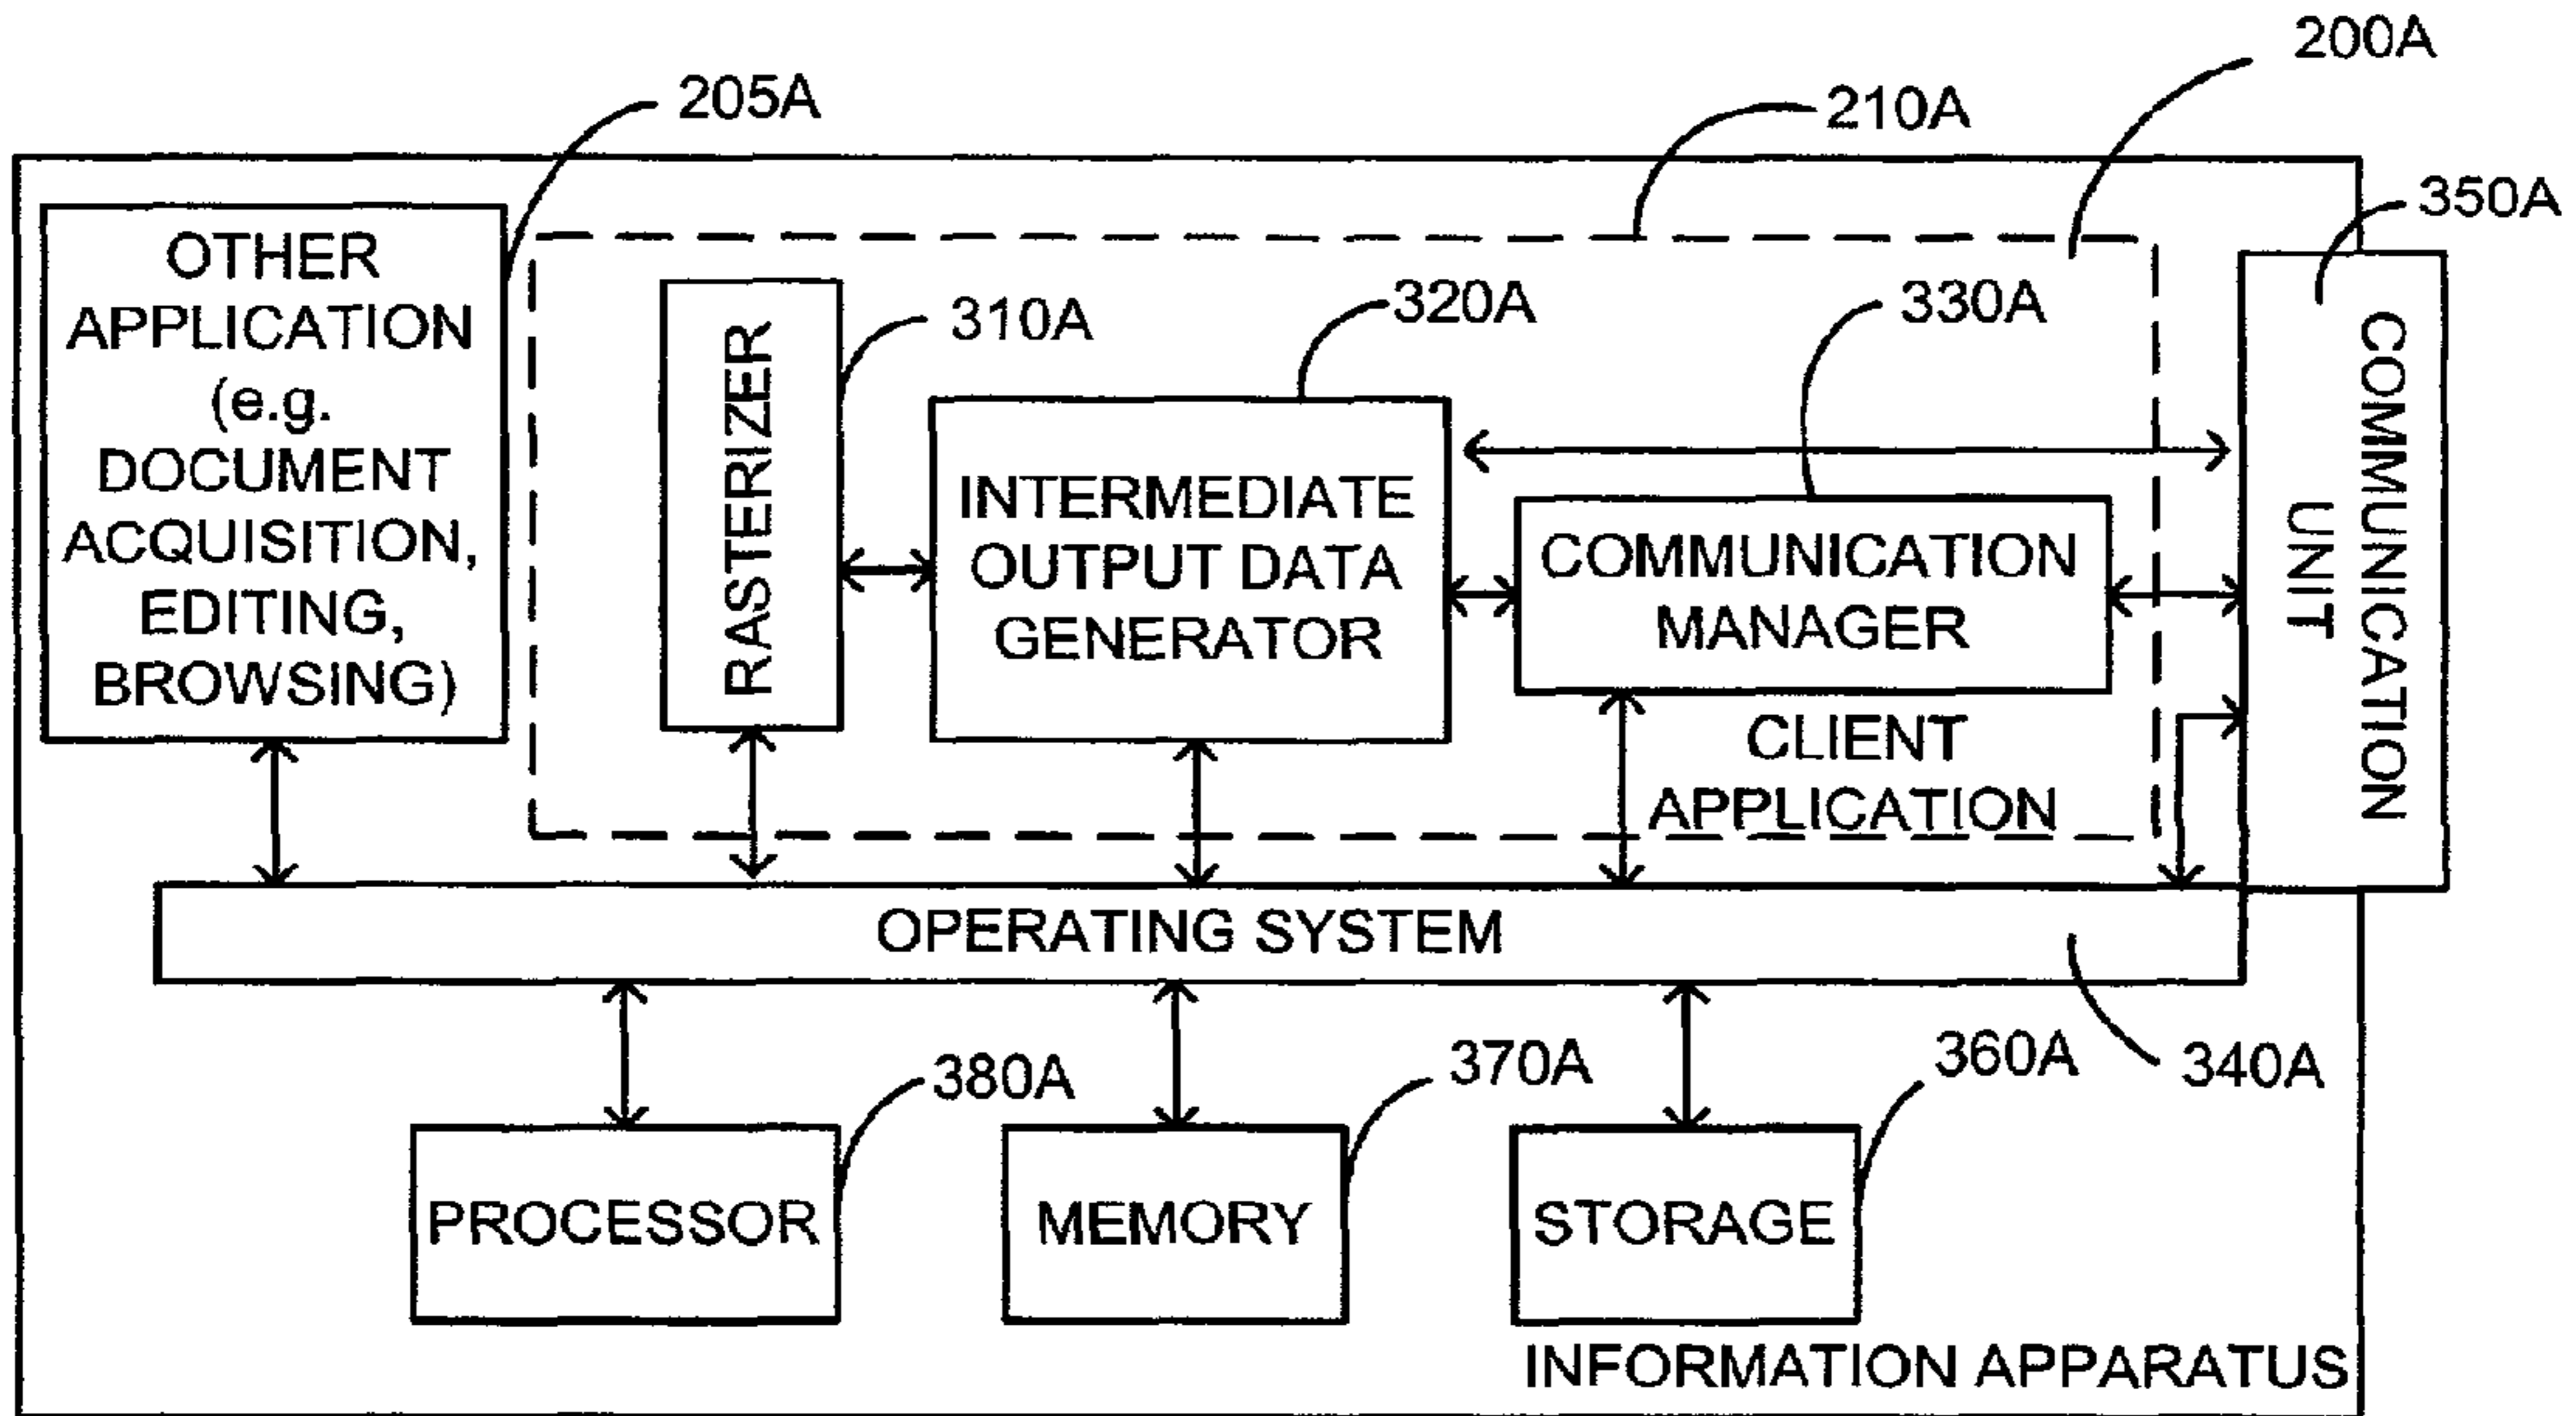 200A
205A
210A
350A
OTHER
APPLICATION
(e.g.
DOCUMENT
ACQUISITION,
EDITING,
BROWSING)
310A
320A
330A
RASTERIZER
INTERMEDIATE
OUTPUT DATA
GENERATOR
COMMUNICATION
MANAGER
CLIENT
APPLICATION
COMMUNICATION
UNIT
OPERATING SYSTEM
380A
370A
360A
340A
PROCESSOR
MEMORY
STORAGE
INFORMATION APPARATUS